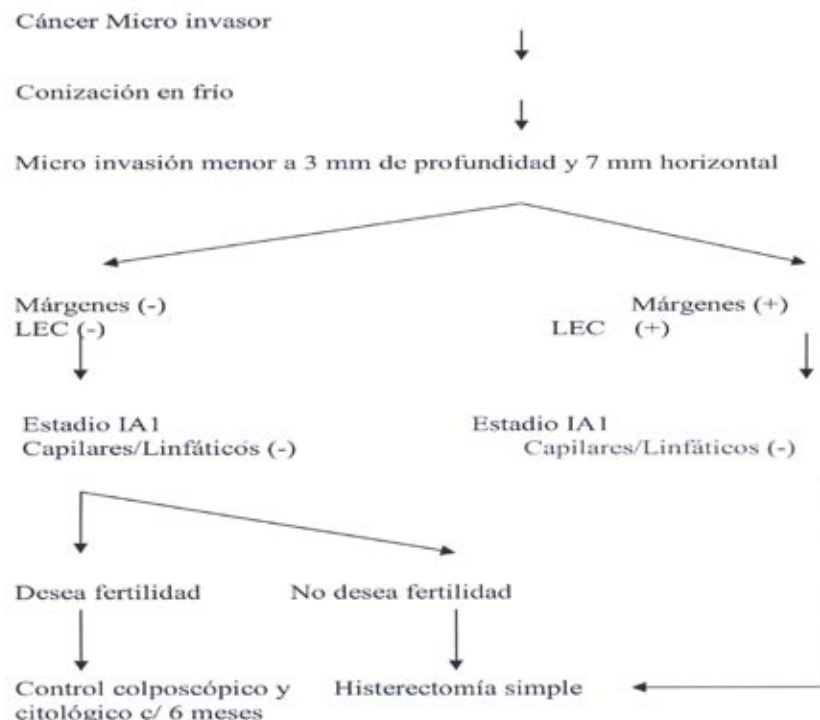 Cáncer Micro invasor
Conización en frío
Micro invasión menor a 3 mm de profundidad y 7 mm horizontal
Márgenes (-)
LEC (-)
Márgenes (+)
LEC (+)
Estadio IA1
Capilares/Linfáticos (-)
Estadio IA1
Capilares/Linfáticos (-)
Desea fertilidad
No desea fertilidad
Control colposcópico y
citológico c/ 6 meses
Histerectomía simple